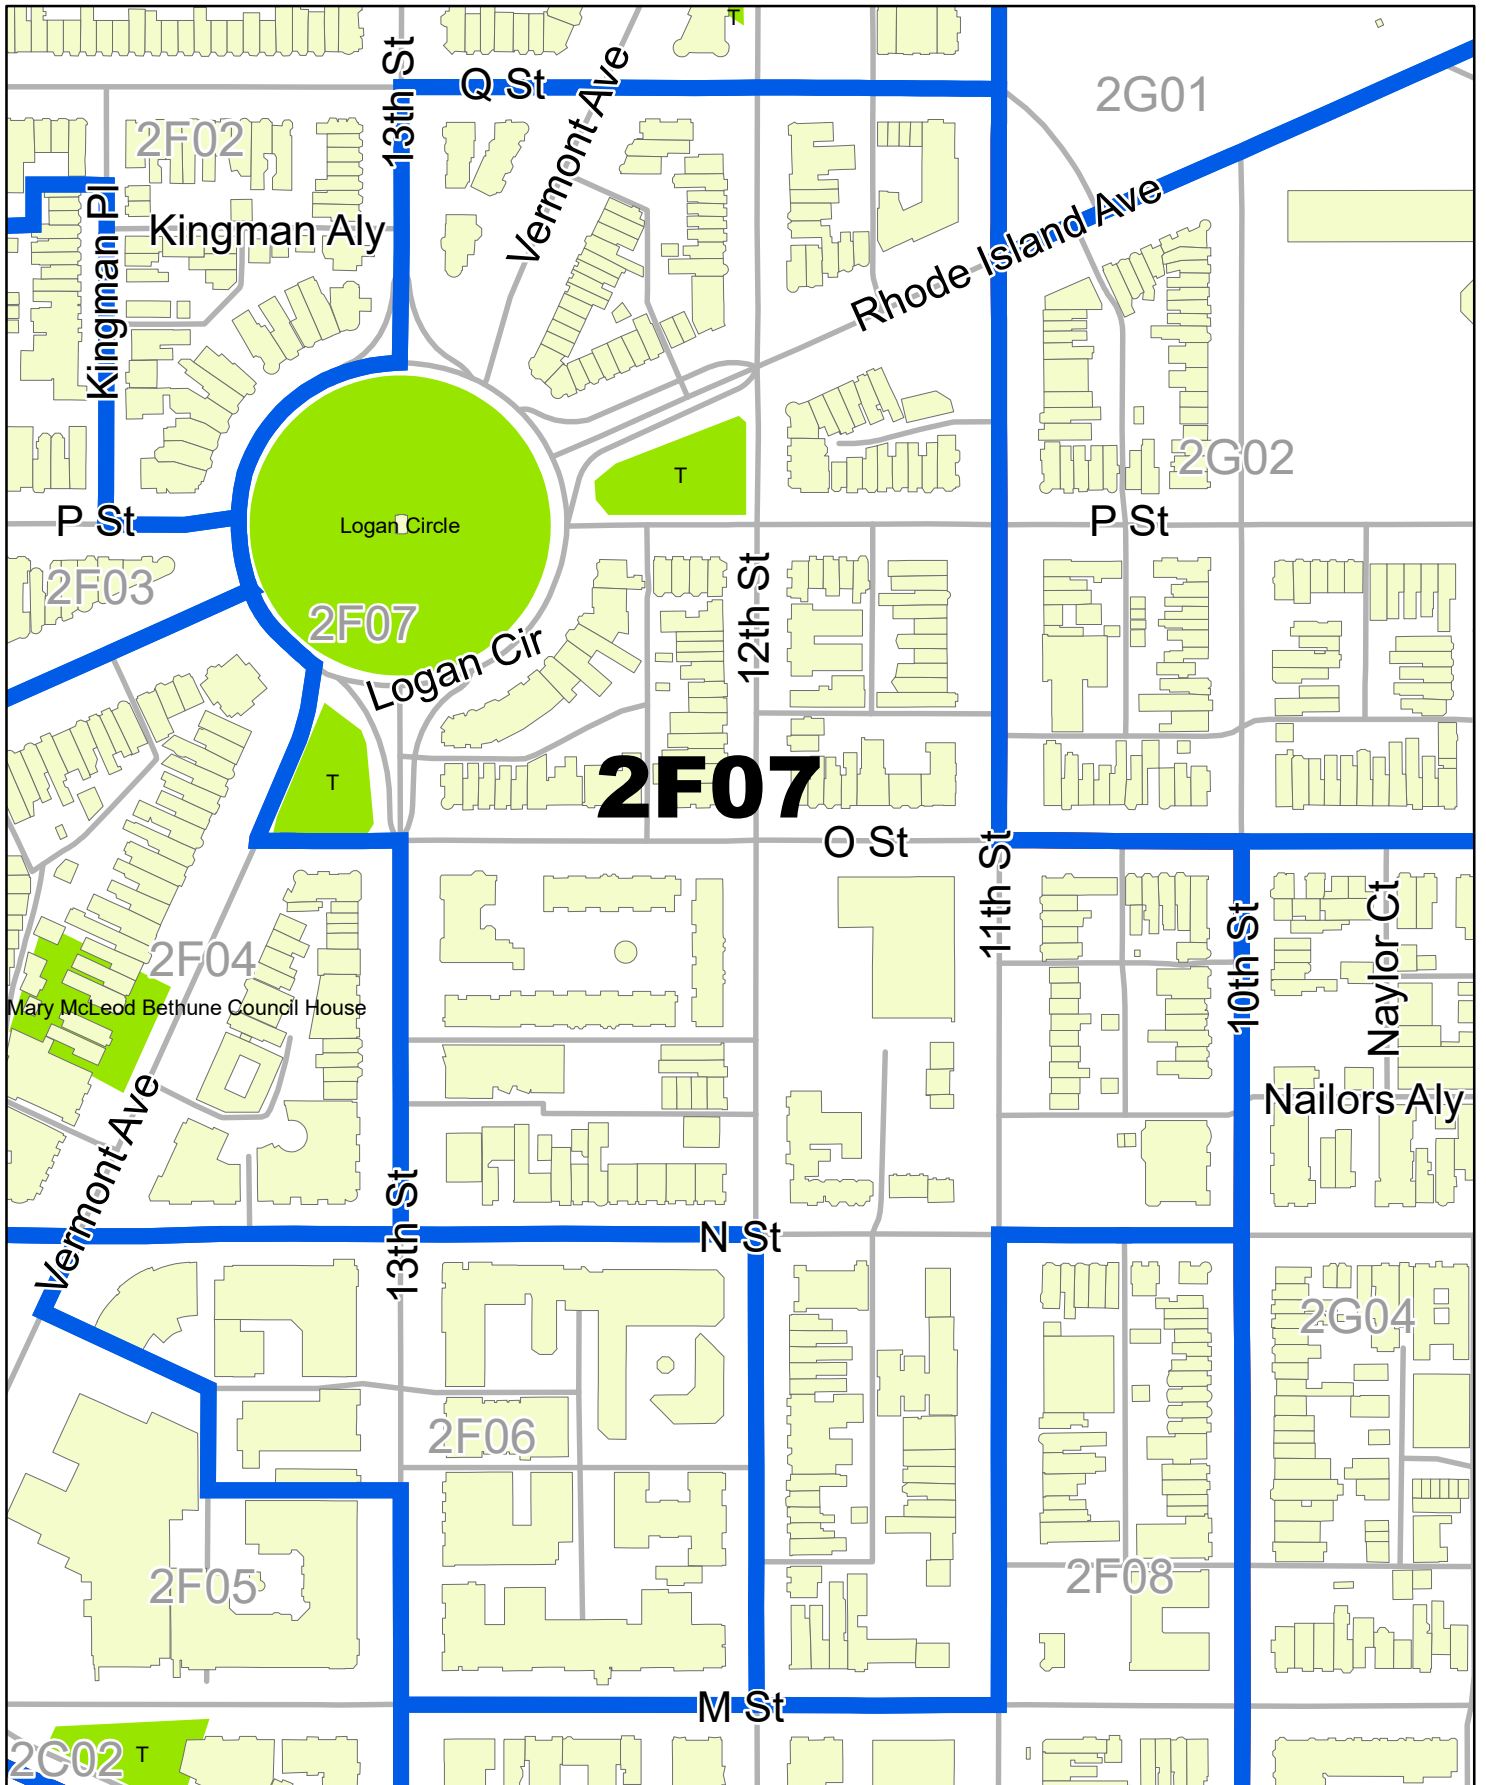 T
13th St
Q St
Vermont Ave
2G01
2F02
Kingman Pl
Kingman Aly
Rhode Island Ave
2G02
T
P St
Logan Circle
P St
2F03
12th St
2F07
Logan Cir
T
2F07
O St
11th St
2F04
10th St
Naylor Ct
Mary McLeod Bethune Council House
Nailors Aly
Vermont Ave
13th St
N St
2G04
2F06
2F05
2F08
M St
2C02
T